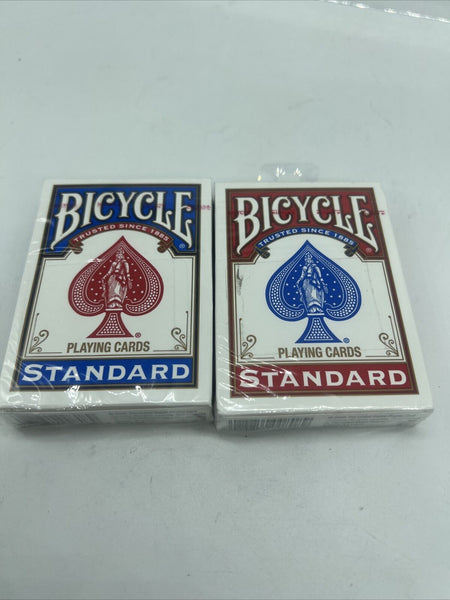 BICYCLE
®
TRUSTED SINCE 1885
®
PLAYING CARDS
STANDARD
BICYCLE
®
TRUSTED SINCE 1885
®
PLAYING CARDS
STANDARD